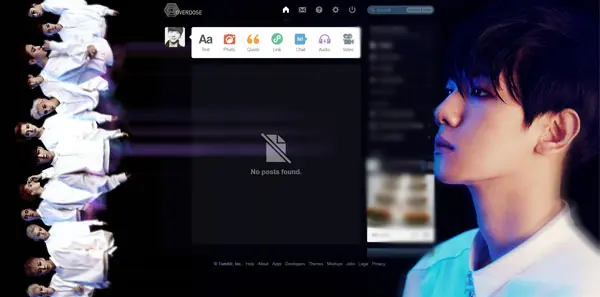 OVERDOSE
Aa
Text Photo Quote Link Chat Audio Video
No posts found.
© Tumblr, Inc. Help About Apps Developers Themes Meetups Jobs Legal Privacy